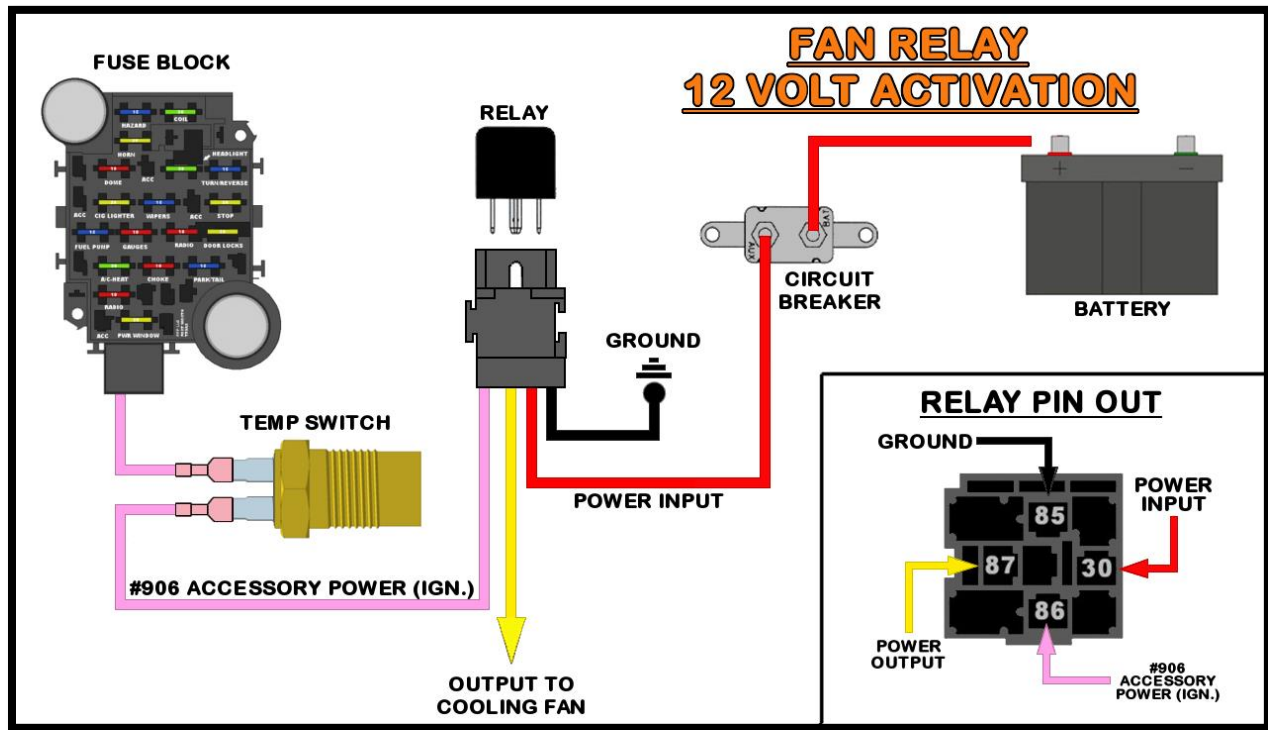 FAN RELAY
12 VOLT ACTIVATION
FUSE BLOCK
HAZARD
COIL
HORN
HEADLIGHT
DOME
ACC
TURN/REVERSE
ACC
CIG LIGHTER
WIPERS
ACC
STOP
FUEL PUMP
GAUGES
RADIO
DOOR LOCKS
A/C-HEAT
CHOKE
PARK/TAIL
RADIO
ACC
PWR WINDOW
RELAY
BAT
AUX
CIRCUIT
BREAKER
+
−
BATTERY
GROUND
TEMP SWITCH
POWER INPUT
#906 ACCESSORY POWER (IGN.)
OUTPUT TO
COOLING FAN
RELAY PIN OUT
GROUND
POWER
INPUT
85
87
30
86
POWER
OUTPUT
#906
ACCESSORY
POWER (IGN.)